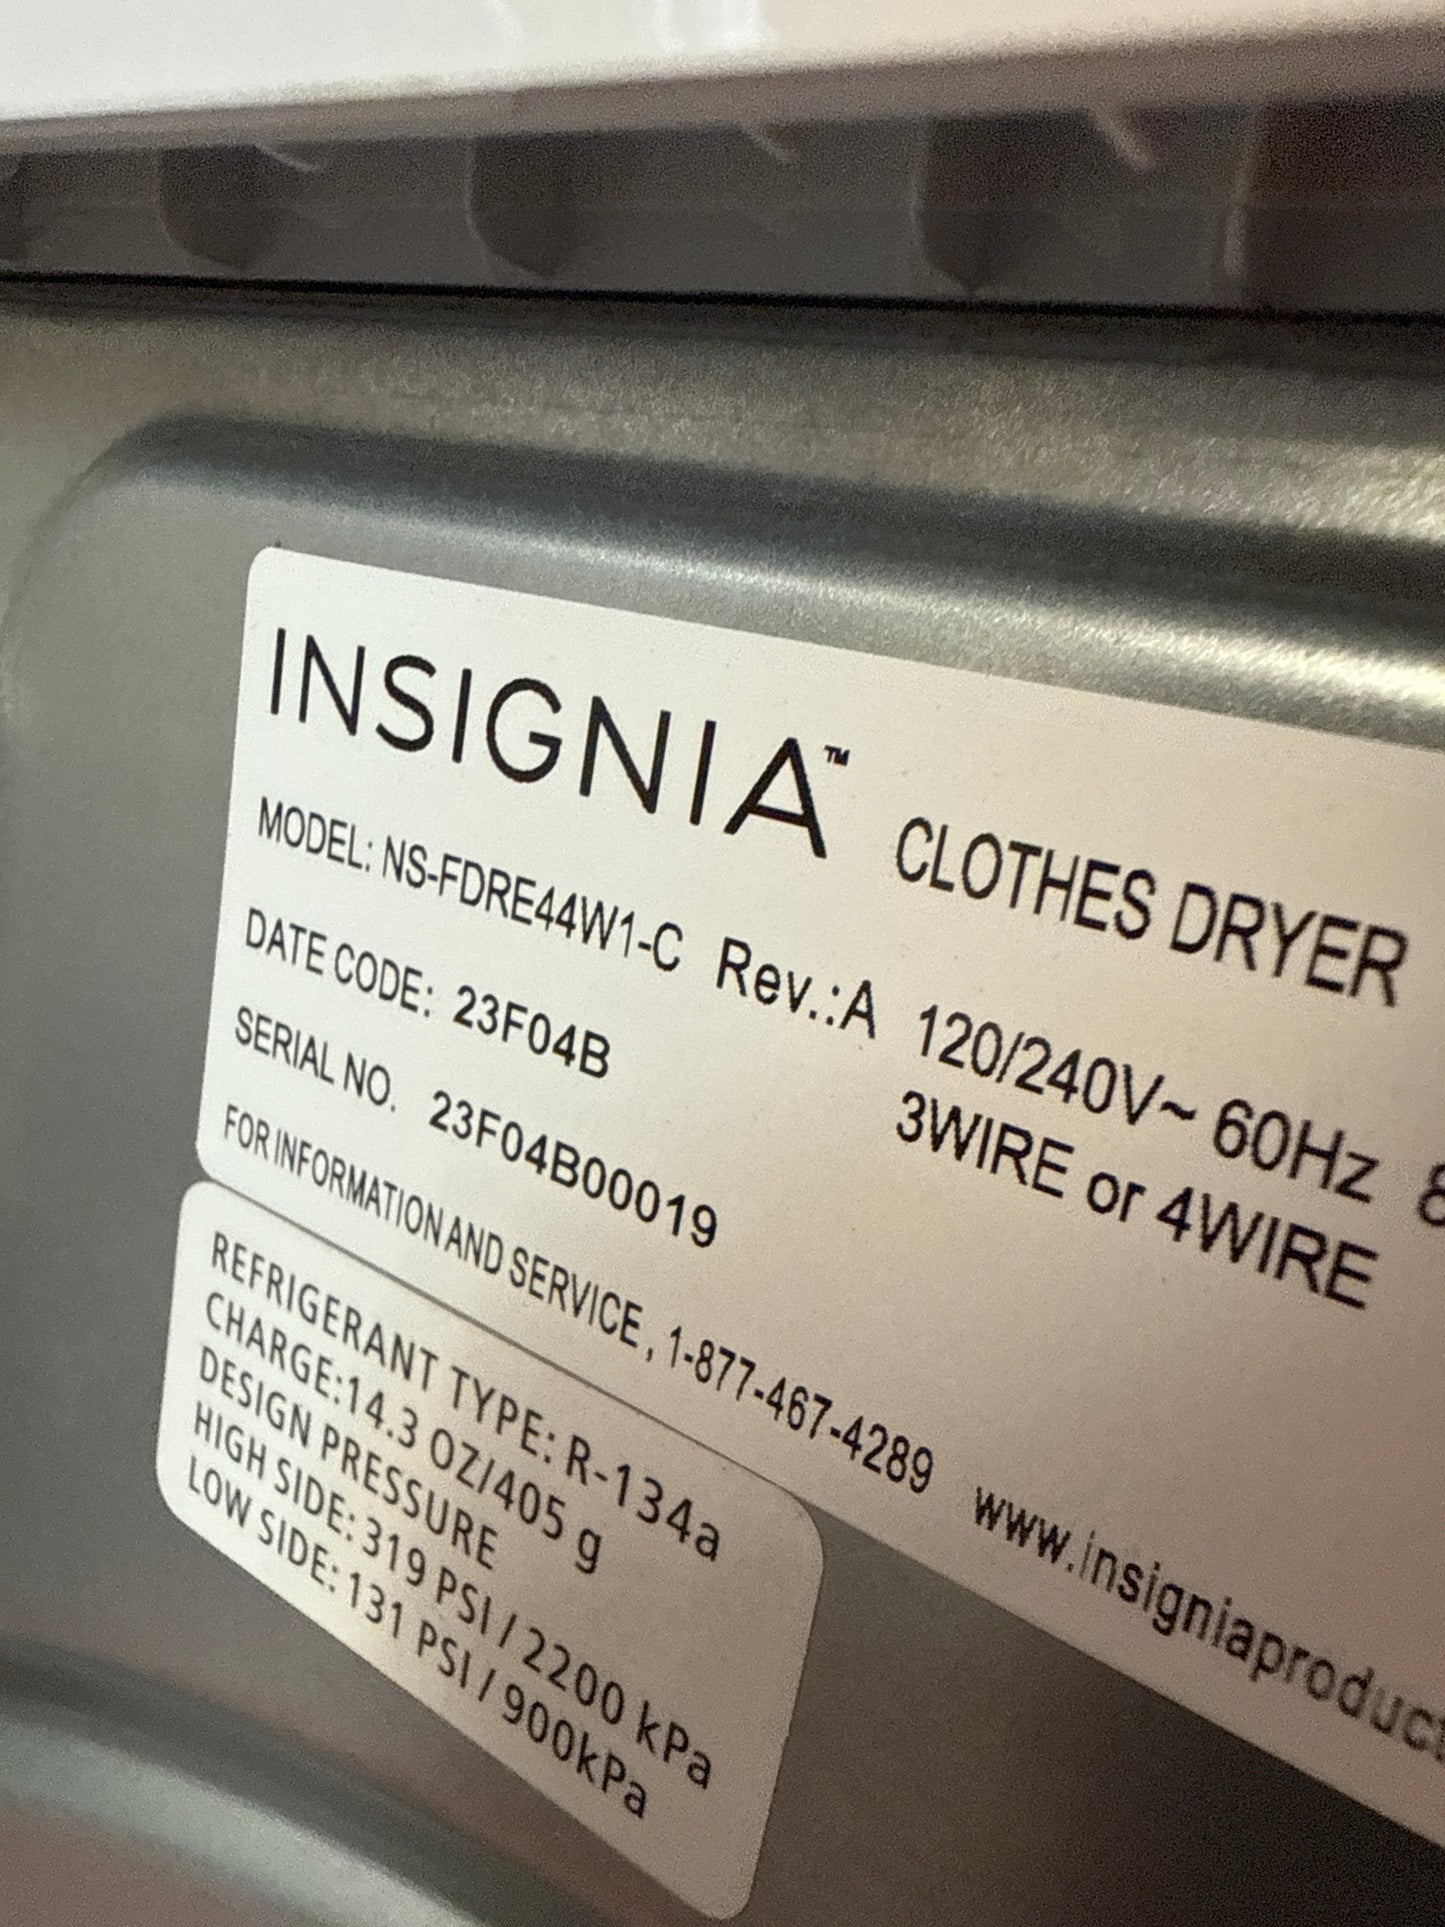 INSIGNIA™ CLOTHES DRYER
MODEL: NS-FDRE44W1-C Rev.:A 120/240V~ 60Hz
DATE CODE: 23F04B 3WIRE or 4WIRE
SERIAL NO. 23F04B00019
FOR INFORMATION AND SERVICE, 1-877-467-4289 www.insigniaproduct
REFRIGERANT TYPE: R-134a
CHARGE:14.3 OZ/405 g
DESIGN PRESSURE
HIGH SIDE: 319 PSI / 2200 kPa
LOW SIDE: 131 PSI / 900kPa